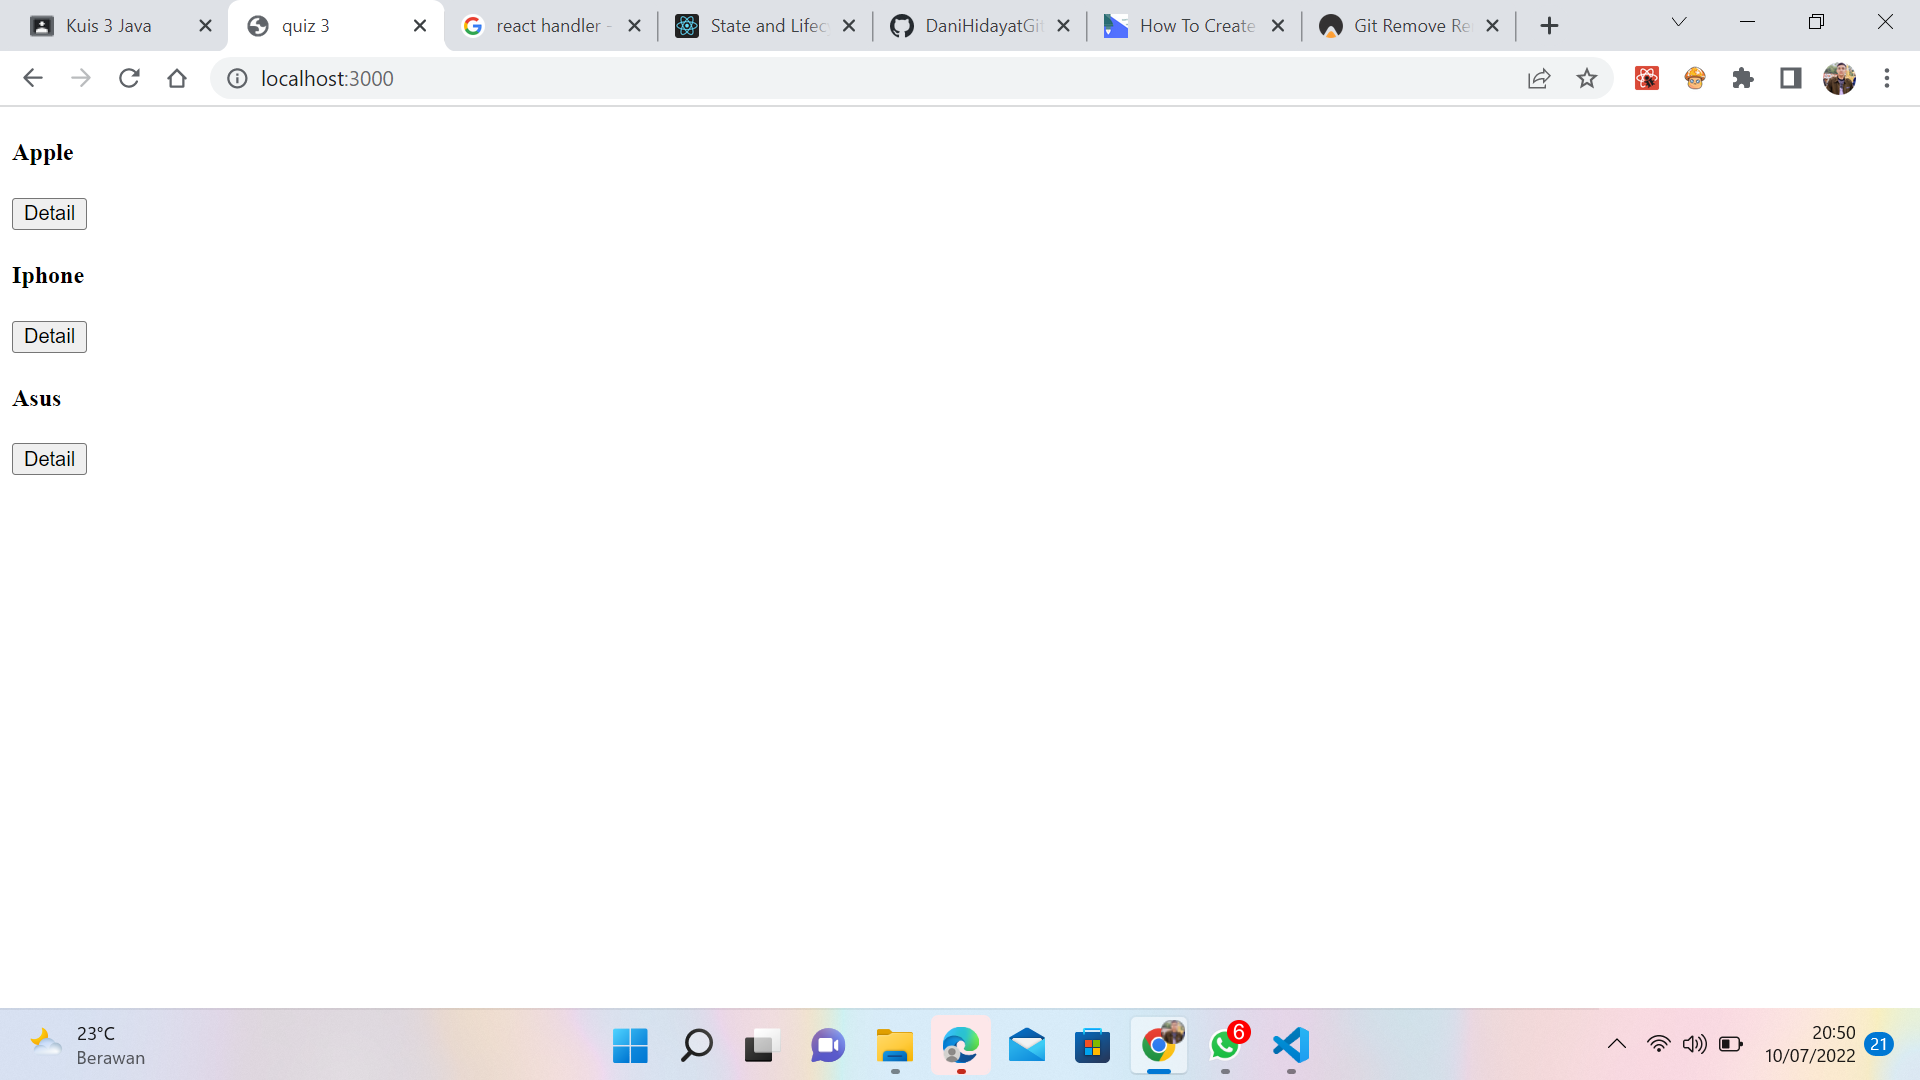 Kuis 3 Java
quiz 3
react handler -
State and Lifec
DaniHidayatGit
How To Create
Git Remove Re
localhost:3000
Apple
Detail
Iphone
Detail
Asus
Detail
23°C
Berawan
6
20:50
10/07/2022
21